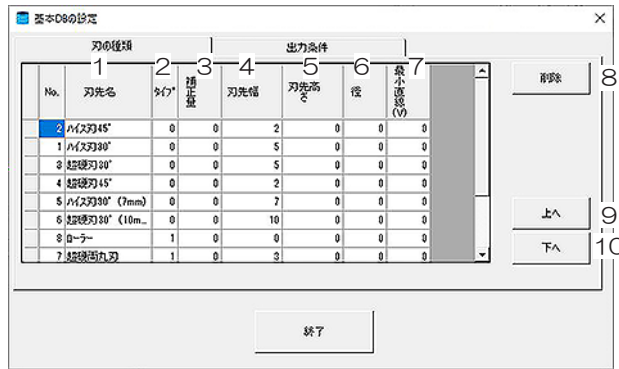 基本DBの設定
刃の種類
出力条件
1 2 3 4 5 6 7
No. 刃先名 ﾀｲﾌﾟ 補正量 刃先幅 刃先高さ 径 最小直線(V)
2 ﾊｲｽ刃45° 0 0 2 0 0 0
1 ﾊｲｽ刃30° 0 0 5 0 0 0
3 超硬刃30° 0 0 5 0 0 0
4 超硬刃45° 0 0 2 0 0 0
5 ﾊｲｽ刃30° (7mm) 0 0 7 0 0 0
6 超硬刃30° (10m... 0 0 10 0 0 0
8 ﾛｰﾗｰ 1 0 0 0 0 0
7 超硬両丸刃 1 0 3 0 0 0
削除 8
上へ 9
下へ 10
終了